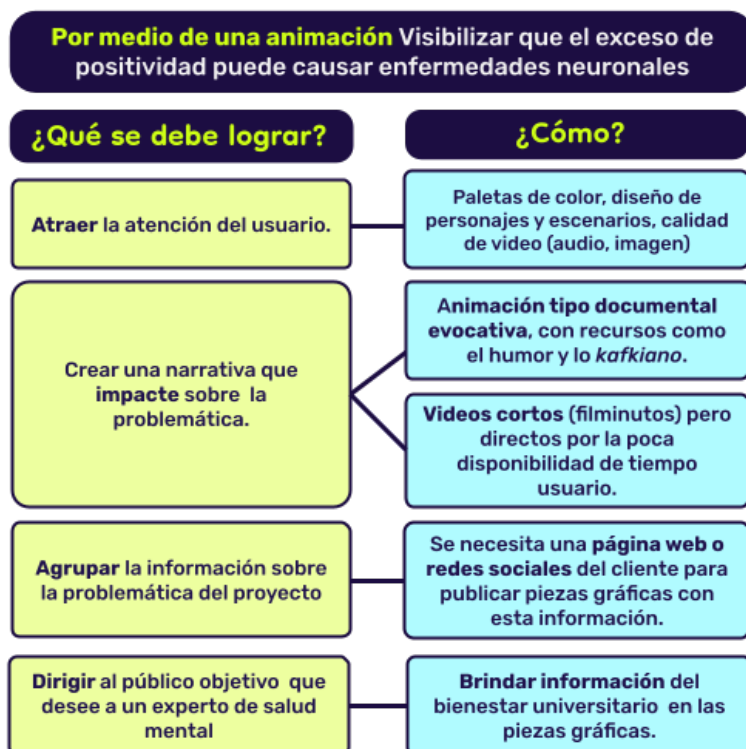 Por medio de una animación Visibilizar que el exceso de
positividad puede causar enfermedades neuronales
¿Qué se debe lograr?
¿Cómo?
Atraer la atención del usuario.
Paletas de color, diseño de
personajes y escenarios, calidad
de video (audio, imagen)
Crear una narrativa que
impacte sobre la
problemática.
Animación tipo documental
evocativa, con recursos como
el humor y lo kafkiano.
Videos cortos (filminutos) pero
directos por la poca
disponibilidad de tiempo
usuario.
Agrupar la información sobre
la problemática del proyecto
Se necesita una página web o
redes sociales del cliente para
publicar piezas gráficas con
esta información.
Dirigir al público objetivo que
desee a un experto de salud
mental
Brindar información del
bienestar universitario en las
piezas gráficas.